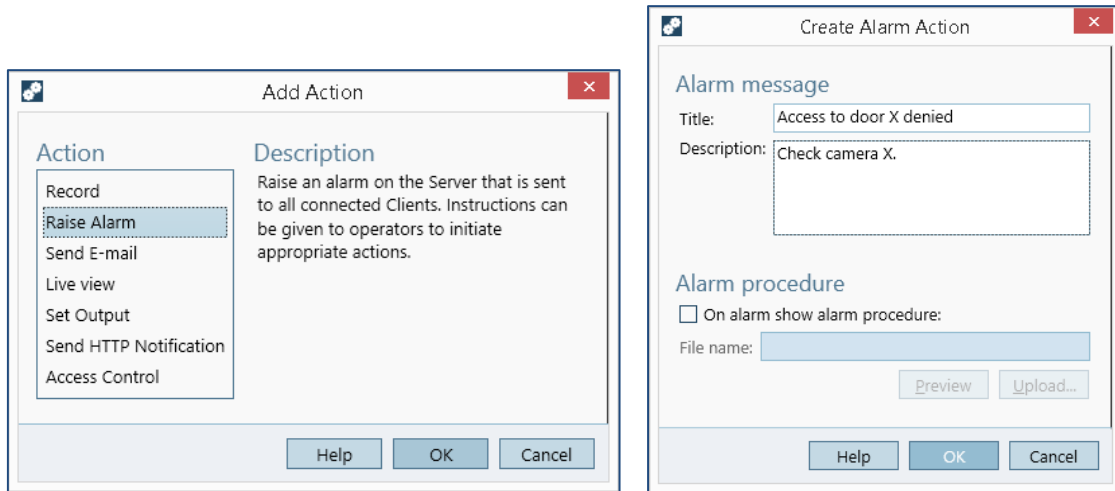 Add Action
Action
Record
Raise Alarm
Send E-mail
Live view
Set Output
Send HTTP Notification
Access Control
Description
Raise an alarm on the Server that is sent
to all connected Clients. Instructions can
be given to operators to initiate
appropriate actions.
Help
OK
Cancel
Create Alarm Action
Alarm message
Title:
Access to door X denied
Description:
Check camera X.
Alarm procedure
On alarm show alarm procedure:
File name:
Preview
Upload...
Help
OK
Cancel